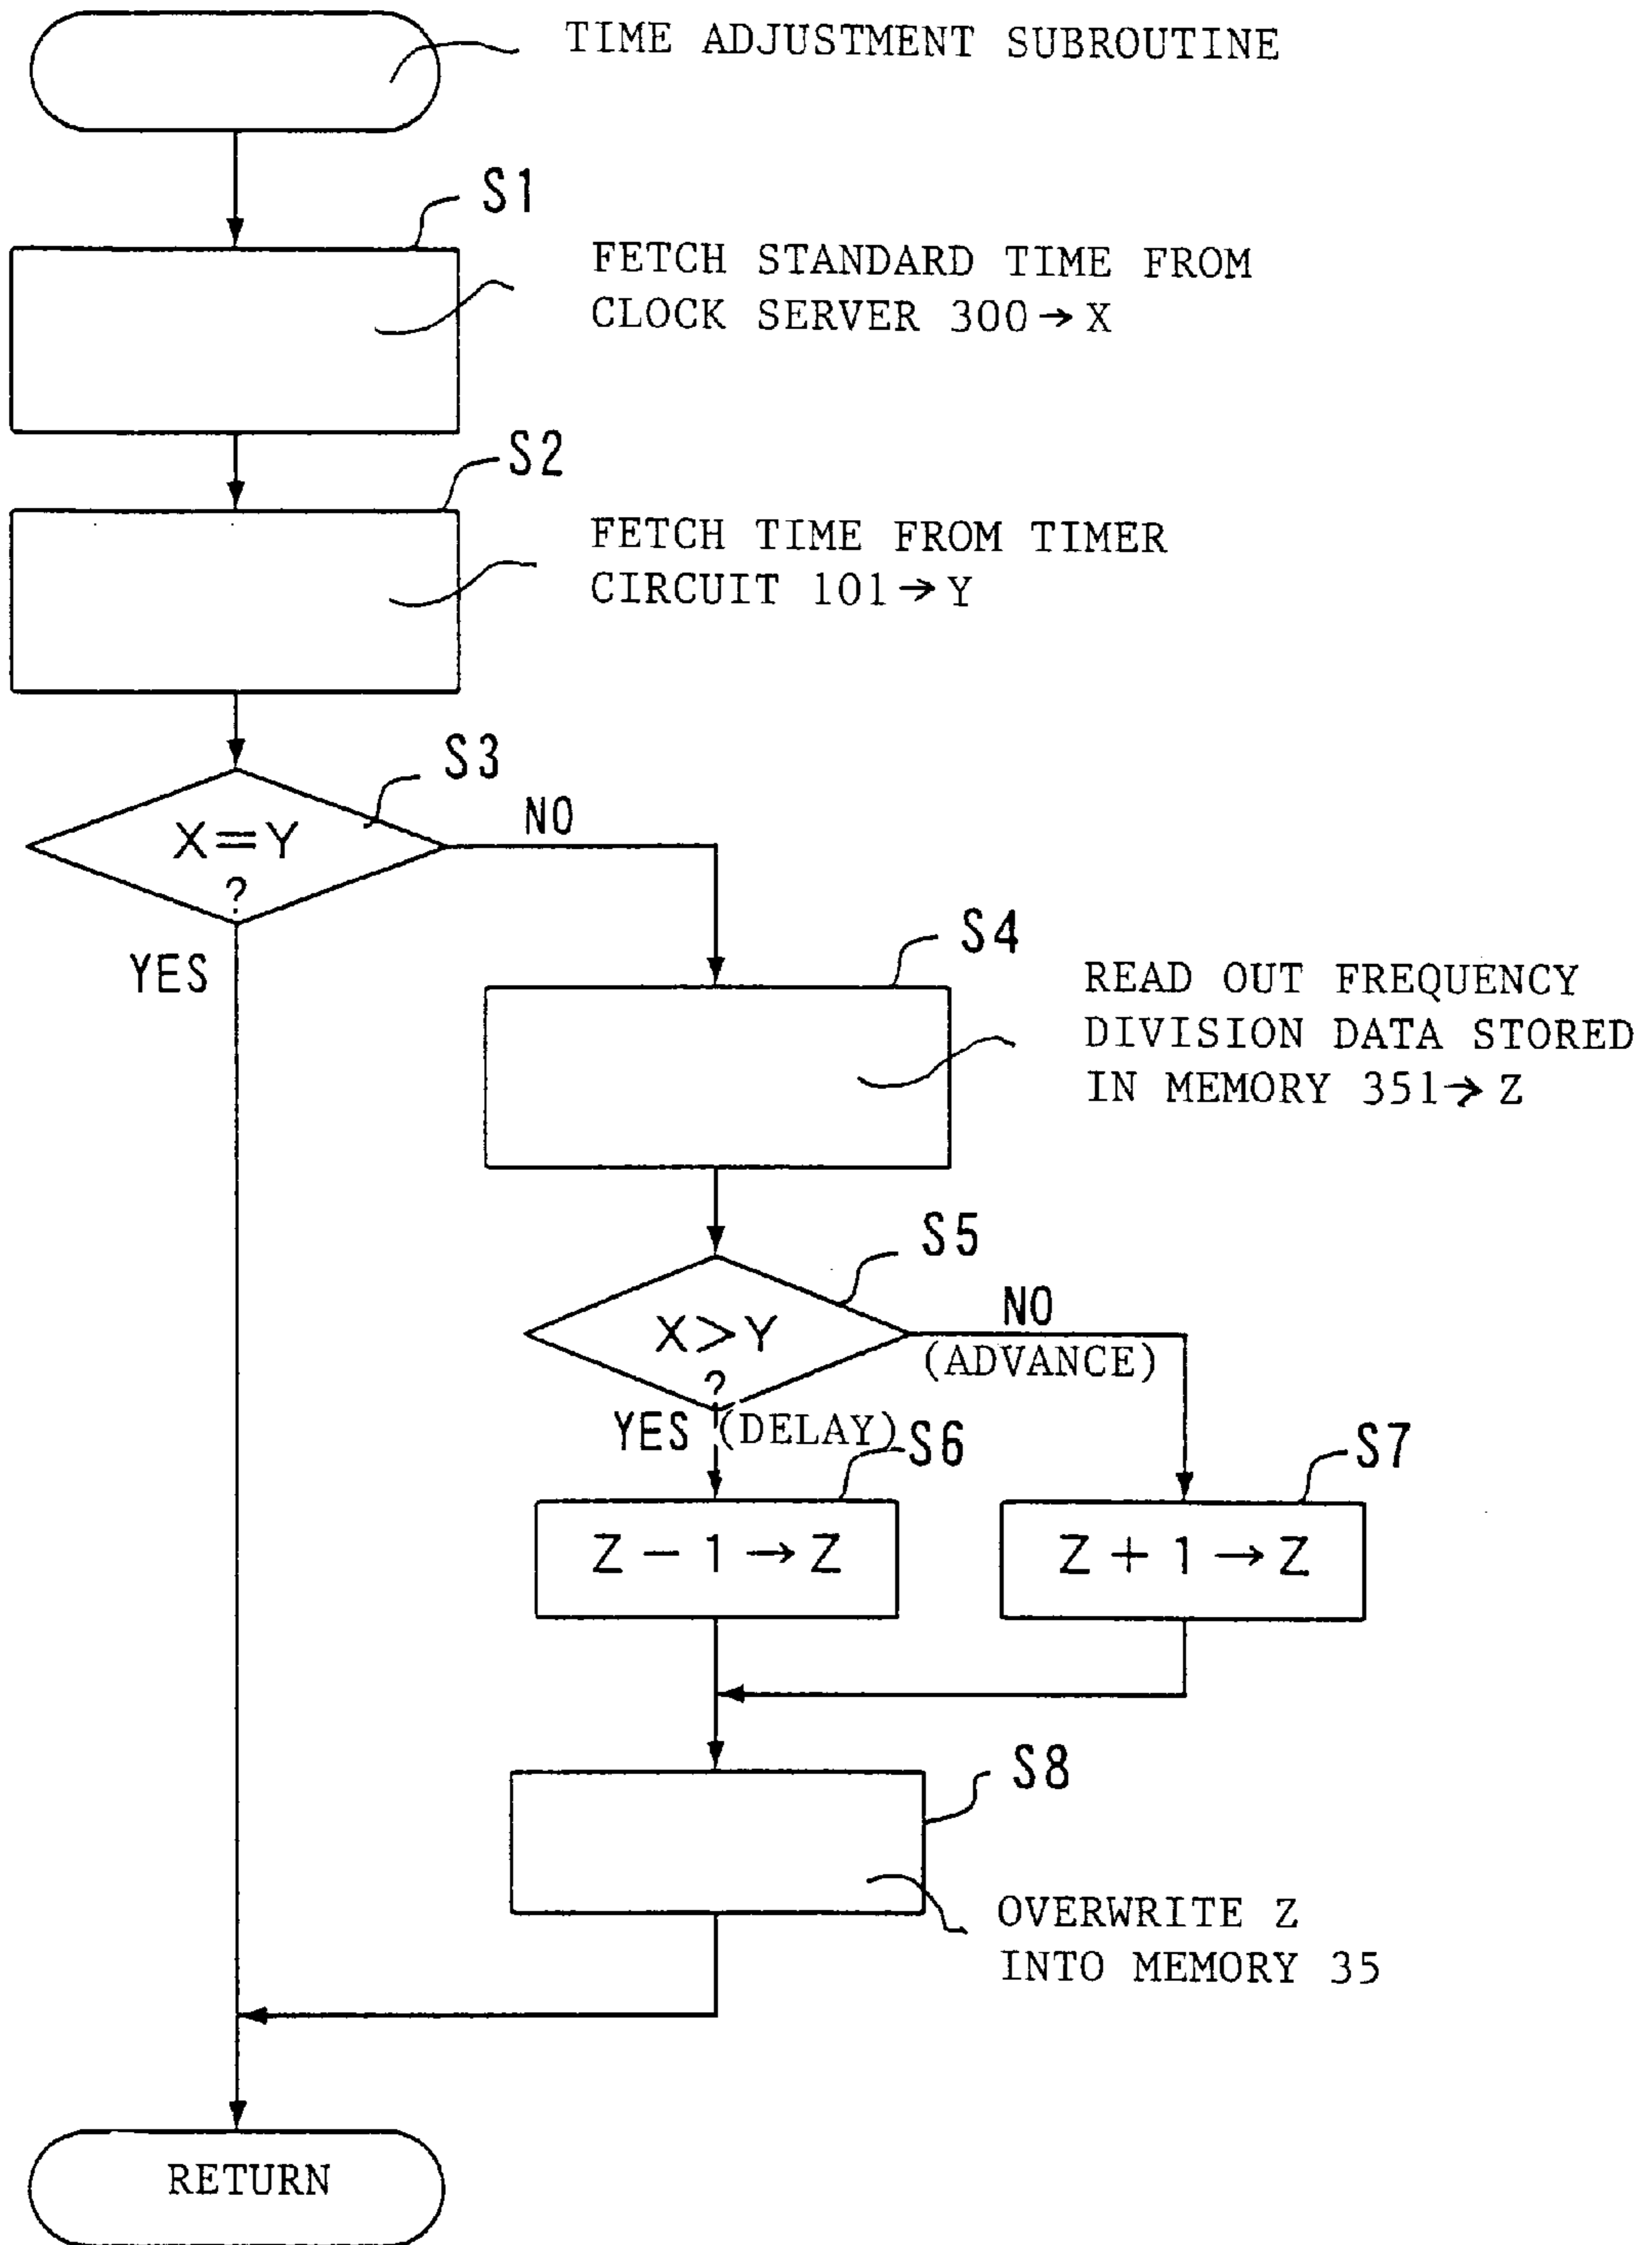 TIME ADJUSTMENT SUBROUTINE
S1
FETCH STANDARD TIME FROM
CLOCK SERVER 300→X
S2
FETCH TIME FROM TIMER
CIRCUIT 101→Y
S3
X=Y
?
NO
YES
S4
READ OUT FREQUENCY
DIVISION DATA STORED
IN MEMORY 351→Z
S5
X>Y
?
NO
(ADVANCE)
YES (DELAY)
S6
S7
Z-1→Z
Z+1→Z
S8
OVERWRITE Z
INTO MEMORY 35
RETURN